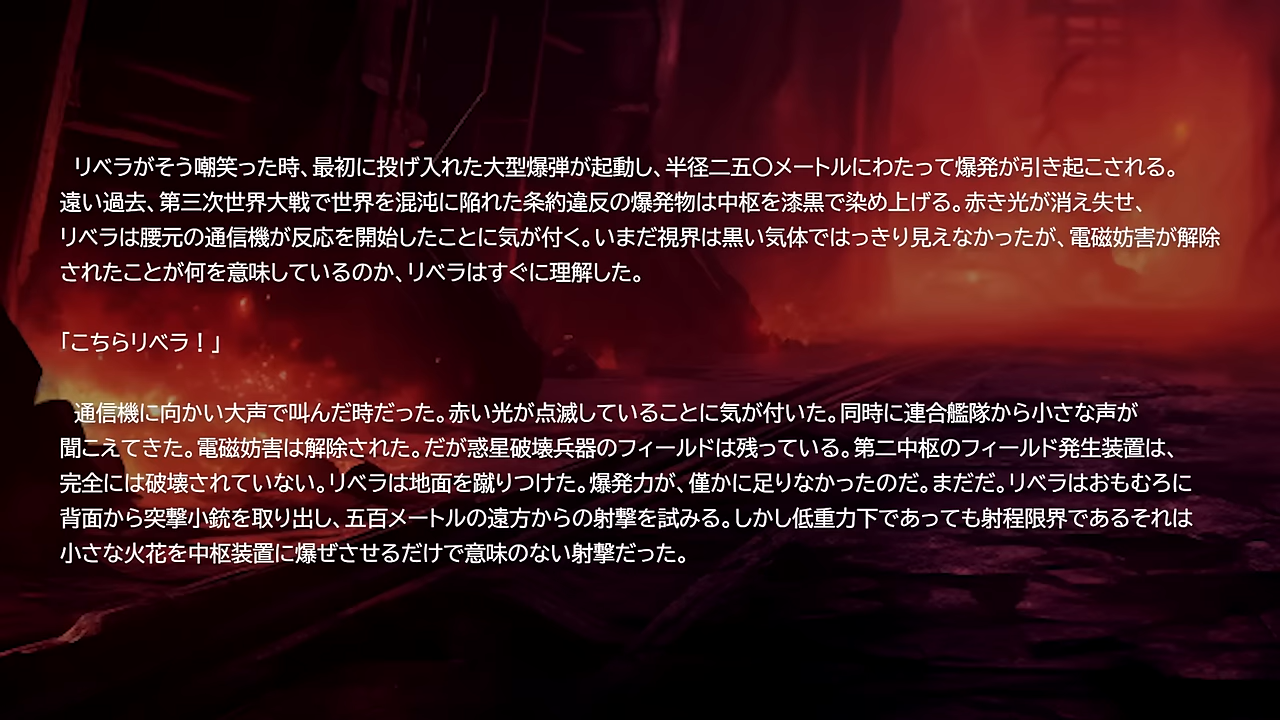 リベラがそう嘲笑った時、最初に投げ入れた大型爆弾が起動し、半径二五〇メートルにわたって爆発が引き起こされる。
遠い過去、第三次世界大戦で世界を混沌に陥れた条約違反の爆発物は中枢を漆黒で染め上げる。赤き光が消え失せ、
リベラは腰元の通信機が反応を開始したことに気が付く。いまだ視界は黒い気体ではっきり見えなかったが、電磁妨害が解除
されたことが何を意味しているのか、リベラはすぐに理解した。
「こちらリベラ！」
通信機に向かい大声で叫んだ時だった。赤い光が点滅していることに気が付いた。同時に連合艦隊から小さな声が
聞こえてきた。電磁妨害は解除された。だが惑星破壊兵器のフィールドは残っている。第二中枢のフィールド発生装置は、
完全には破壊されていない。リベラは地面を蹴りつけた。爆発力が、僅かに足りなかったのだ。まだだ。リベラはおもむろに
背面から突撃小銃を取り出し、五百メートルの遠方からの射撃を試みる。しかし低重力下であっても射程限界であるそれは
小さな火花を中枢装置に爆ぜさせるだけで意味のない射撃だった。